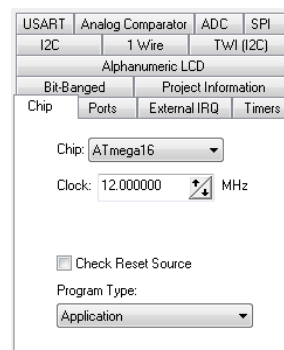 USART Analog Comparator ADC SPI
I2C 1 Wire TWI (I2C)
Alphanumeric LCD
Bit-Banged Project Information
Chip Ports External IRQ Timers
Chip: ATmega16
Clock: 12.000000 MHz
Check Reset Source
Program Type:
Application